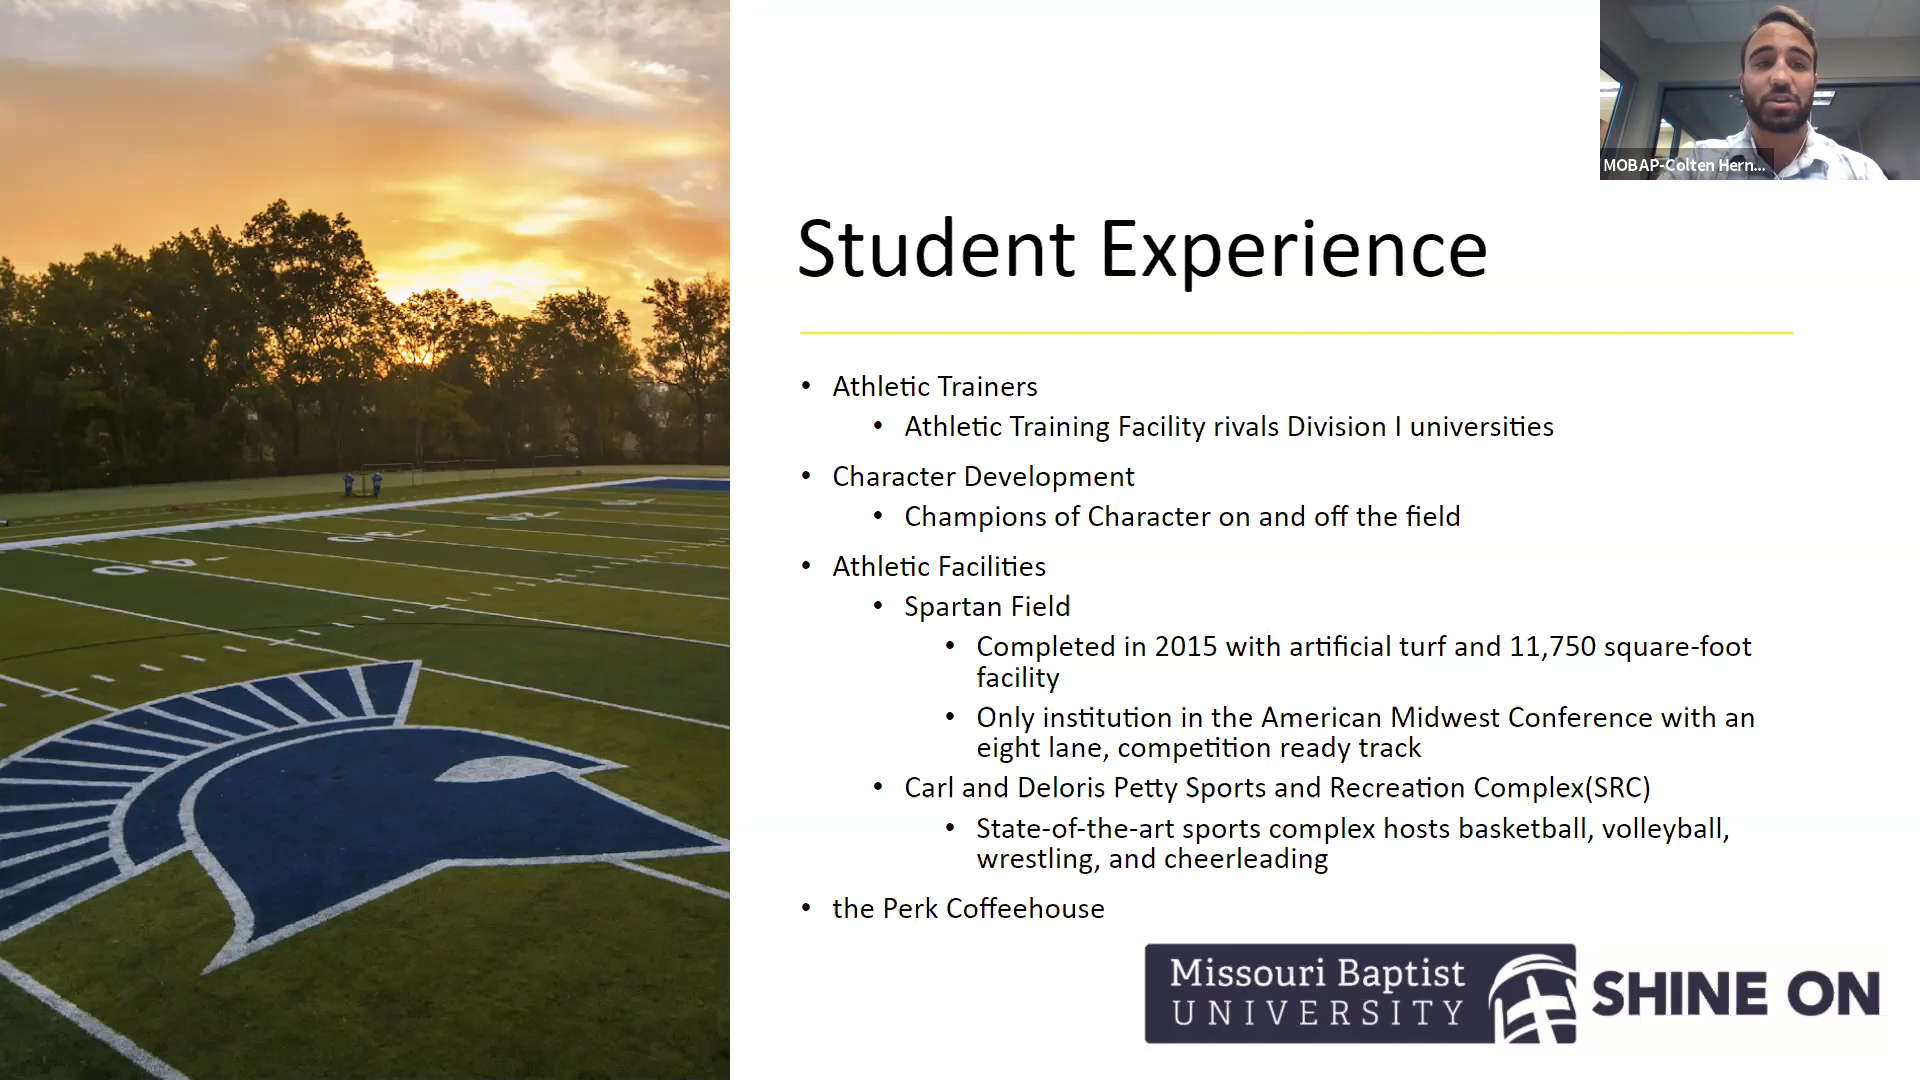 MOBAP-Colten Hern...
Student Experience
• Athletic Trainers
• Athletic Training Facility rivals Division I universities
• Character Development
• Champions of Character on and off the field
• Athletic Facilities
• Spartan Field
• Completed in 2015 with artificial turf and 11,750 square-foot
facility
• Only institution in the American Midwest Conference with an
eight lane, competition ready track
• Carl and Deloris Petty Sports and Recreation Complex(SRC)
• State-of-the-art sports complex hosts basketball, volleyball,
wrestling, and cheerleading
• the Perk Coffeehouse
40
30
20
Missouri Baptist
UNIVERSITY
SHINE ON